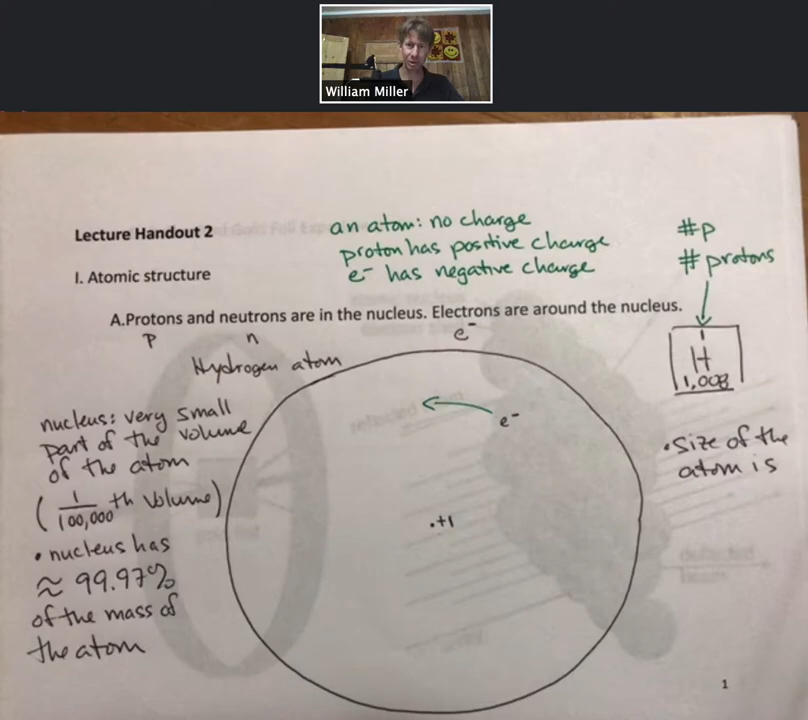 William Miller
Lecture Handout 2
an atom: no charge
proton has positive charge
e⁻ has negative charge
#p
# protons
I. Atomic structure
A.Protons and neutrons are in the nucleus. Electrons are around the nucleus.
p n e⁻
Hydrogen atom
1
H
1.008
nucleus: very small
part of the volume
of the atom
(1/100,000 th volume)
• nucleus has
≈ 99.97%
of the mass of
the atom
e⁻
.+1
• size of the
atom is
1